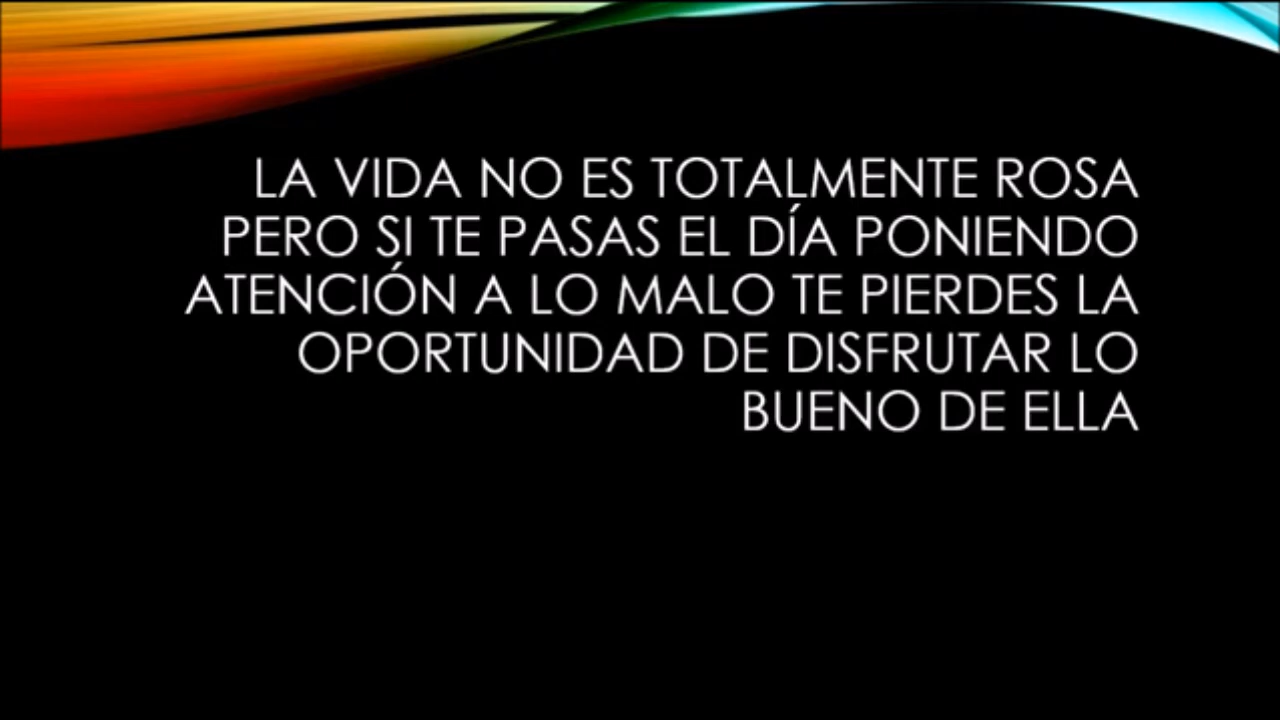 LA VIDA NO ES TOTALMENTE ROSA
PERO SI TE PASAS EL DÍA PONIENDO
ATENCIÓN A LO MALO TE PIERDES LA
OPORTUNIDAD DE DISFRUTAR LO
BUENO DE ELLA